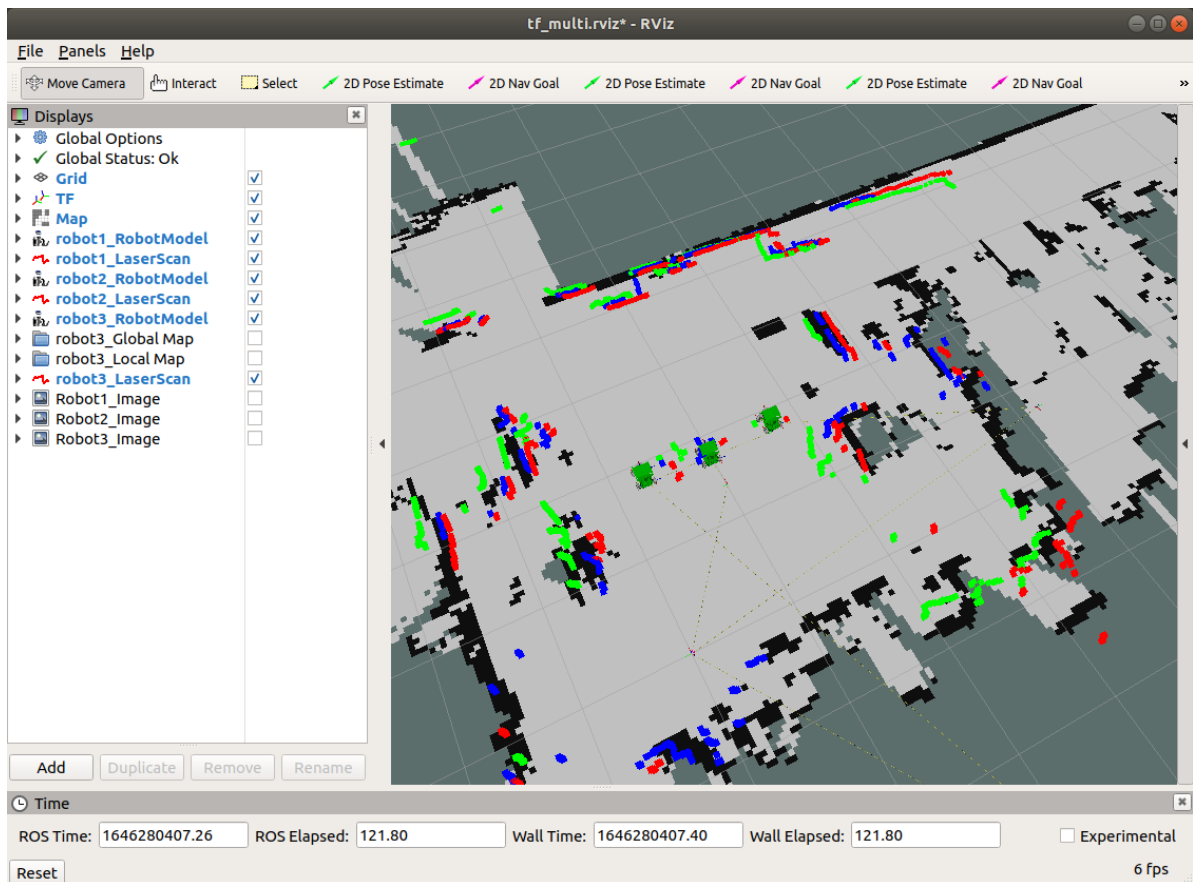 tf_multi.rviz* - RViz
File Panels Help
Move Camera Interact Select 2D Pose Estimate 2D Nav Goal 2D Pose Estimate 2D Nav Goal 2D Pose Estimate 2D Nav Goal »
Displays
Global Options
Global Status: Ok
Grid
TF
Map
robot1_RobotModel
robot1_LaserScan
robot2_RobotModel
robot2_LaserScan
robot3_RobotModel
robot3_Global Map
robot3_Local Map
robot3_LaserScan
Robot1_Image
Robot2_Image
Robot3_Image
Add Duplicate Remove Rename
Time
ROS Time: 1646280407.26 ROS Elapsed: 121.80 Wall Time: 1646280407.40 Wall Elapsed: 121.80 Experimental
Reset 6 fps